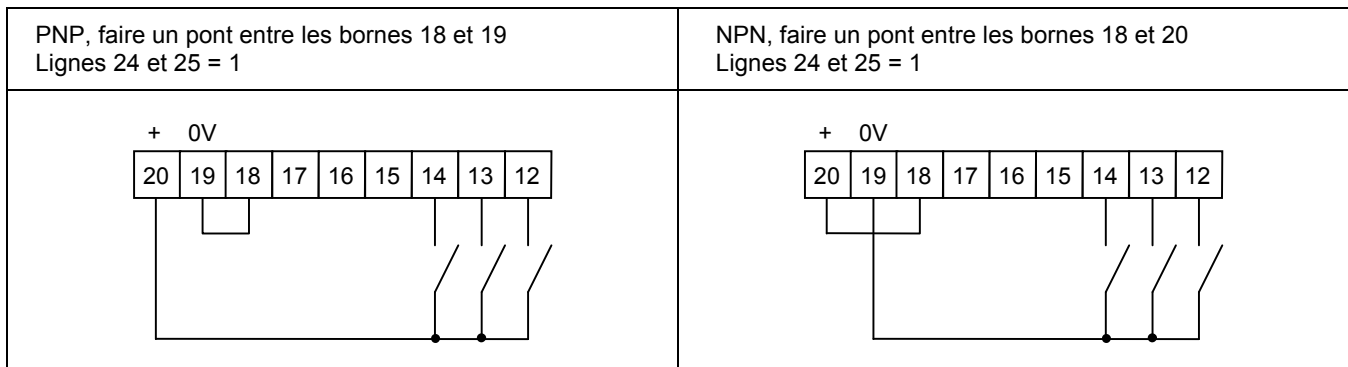 PNP, faire un pont entre les bornes 18 et 19
Lignes 24 et 25 = 1
NPN, faire un pont entre les bornes 18 et 20
Lignes 24 et 25 = 1
+ 0V
20 19 18 17 16 15 14 13 12
+ 0V
20 19 18 17 16 15 14 13 12